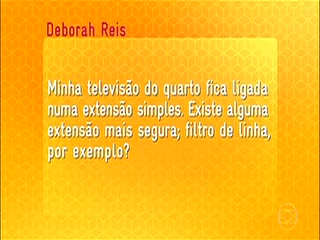 Deborah Reis
Minha televisão do quarto fica ligada
numa extensão simples. Existe alguma
extensão mais segura; filtro de linha,
por exemplo?